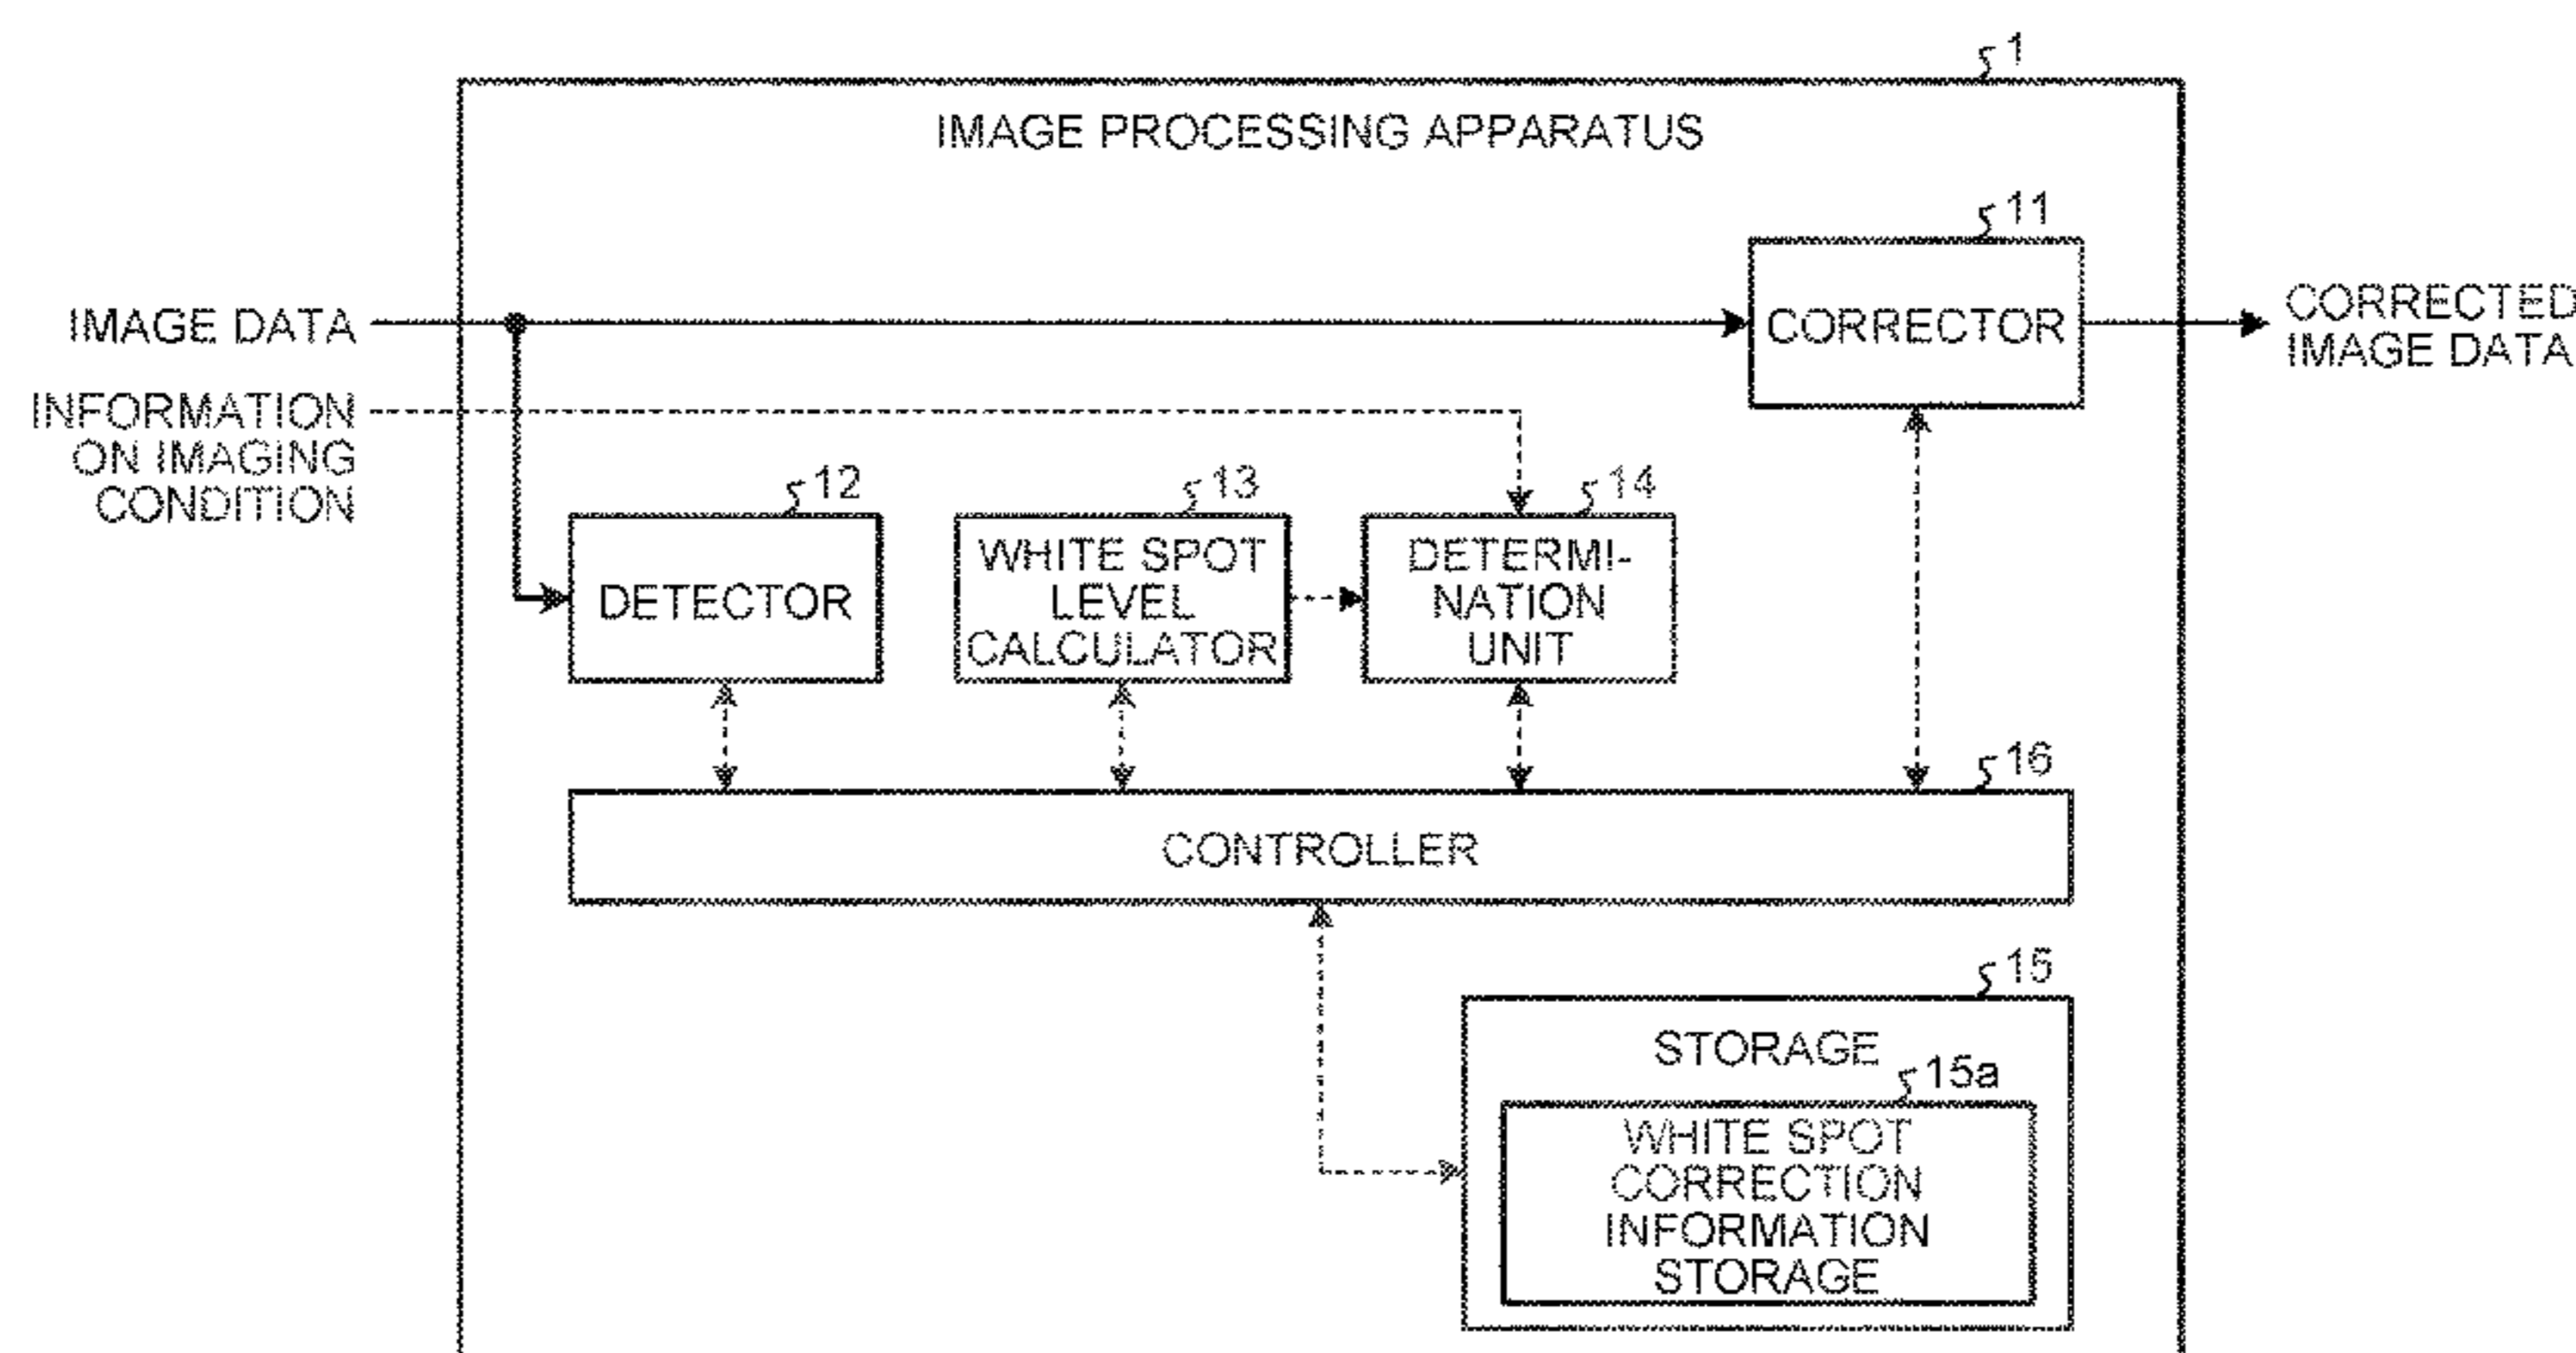 1
IMAGE PROCESSING APPARATUS
11
IMAGE DATA
CORRECTOR
CORRECTED
IMAGE DATA
INFORMATION
ON IMAGING
CONDITION
12
13
14
DETECTOR
WHITE SPOT
LEVEL
CALCULATOR
DETERMI-
NATION
UNIT
16
CONTROLLER
15
STORAGE
15a
WHITE SPOT
CORRECTION
INFORMATION
STORAGE